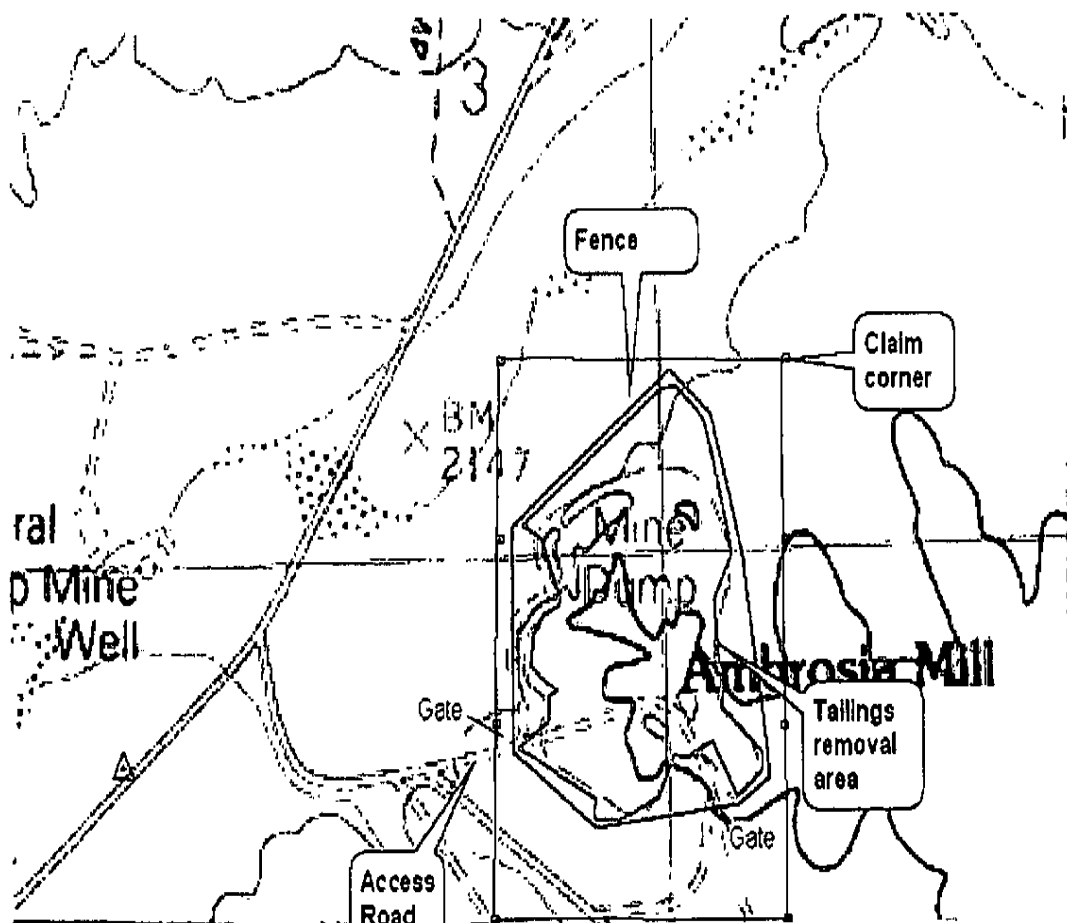 3
Fence
Claim
corner
BM
2147
ral
p Mine
Well
Mine
Dump
Ambrosia Mill
Gate
Tailings
removal
area
Gate
Access
Road